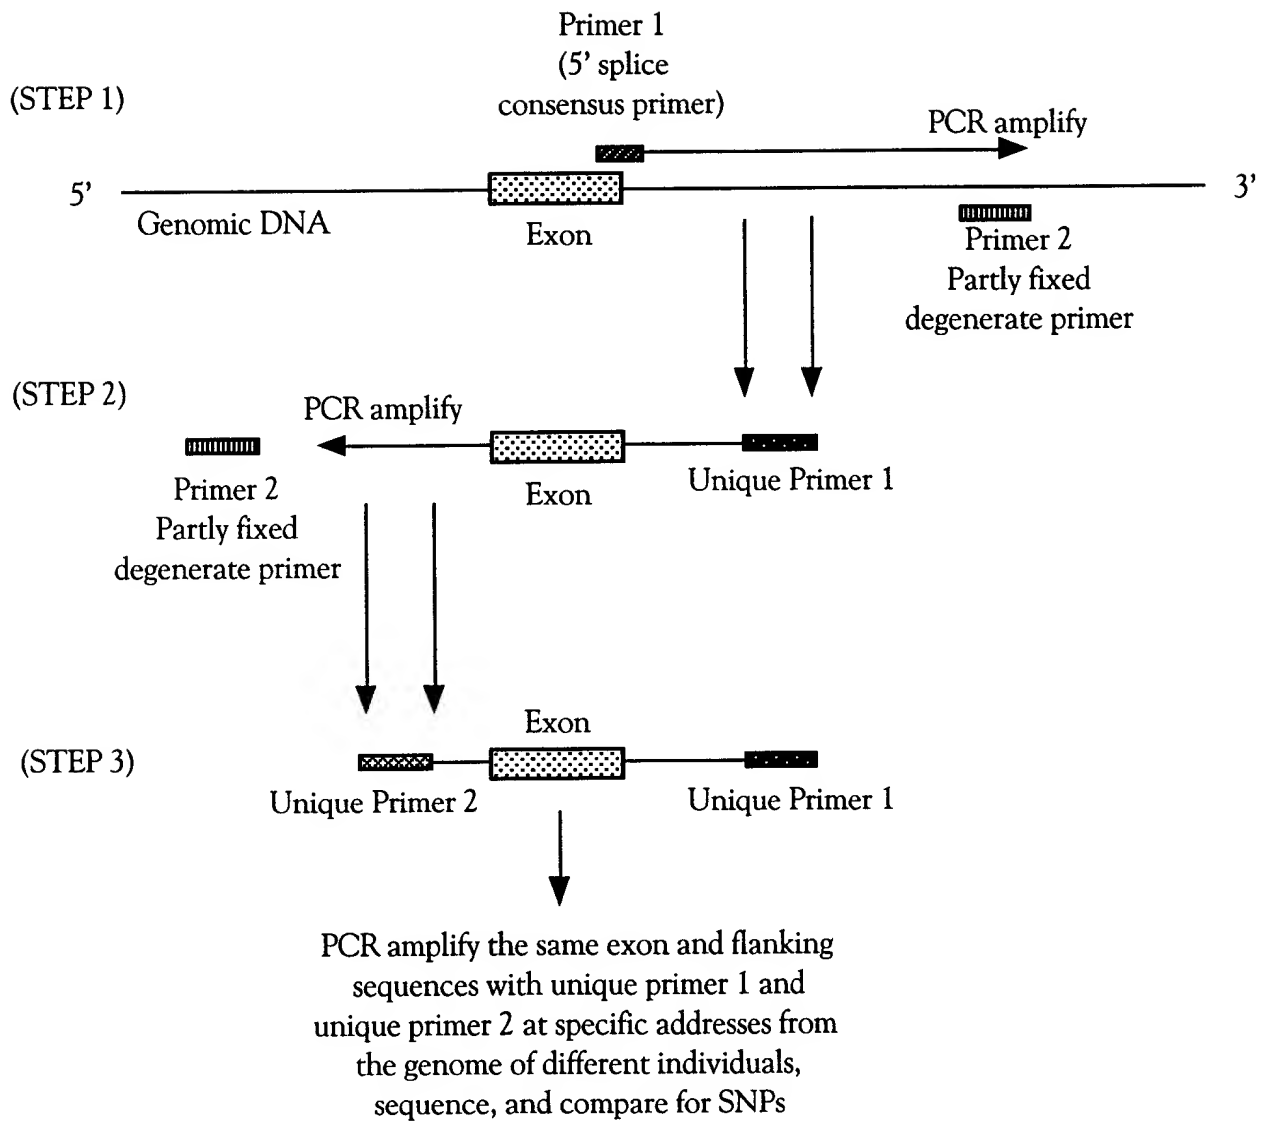 Primer 1
(5' splice
consensus primer)
(STEP 1)
PCR amplify
5'
3'
Genomic DNA
Exon
Primer 2
Partly fixed
degenerate primer
(STEP 2)
PCR amplify
Primer 2
Partly fixed
degenerate primer
Exon
Unique Primer 1
(STEP 3)
Exon
Unique Primer 2
Unique Primer 1
PCR amplify the same exon and flanking
sequences with unique primer 1 and
unique primer 2 at specific addresses from
the genome of different individuals,
sequence, and compare for SNPs